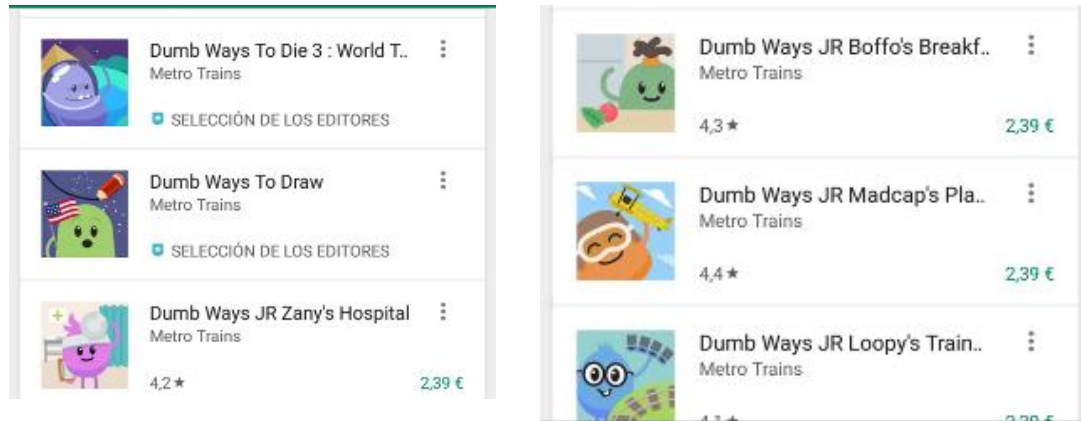 Dumb Ways To Die 3 : World T..
Metro Trains
SELECCIÓN DE LOS EDITORES
Dumb Ways To Draw
Metro Trains
SELECCIÓN DE LOS EDITORES
Dumb Ways JR Zany's Hospital
Metro Trains
4,2★ 2,39 €
Dumb Ways JR Boffo's Breakf..
Metro Trains
4,3★ 2,39 €
Dumb Ways JR Madcap's Pla..
Metro Trains
4,4★ 2,39 €
Dumb Ways JR Loopy's Train..
Metro Trains